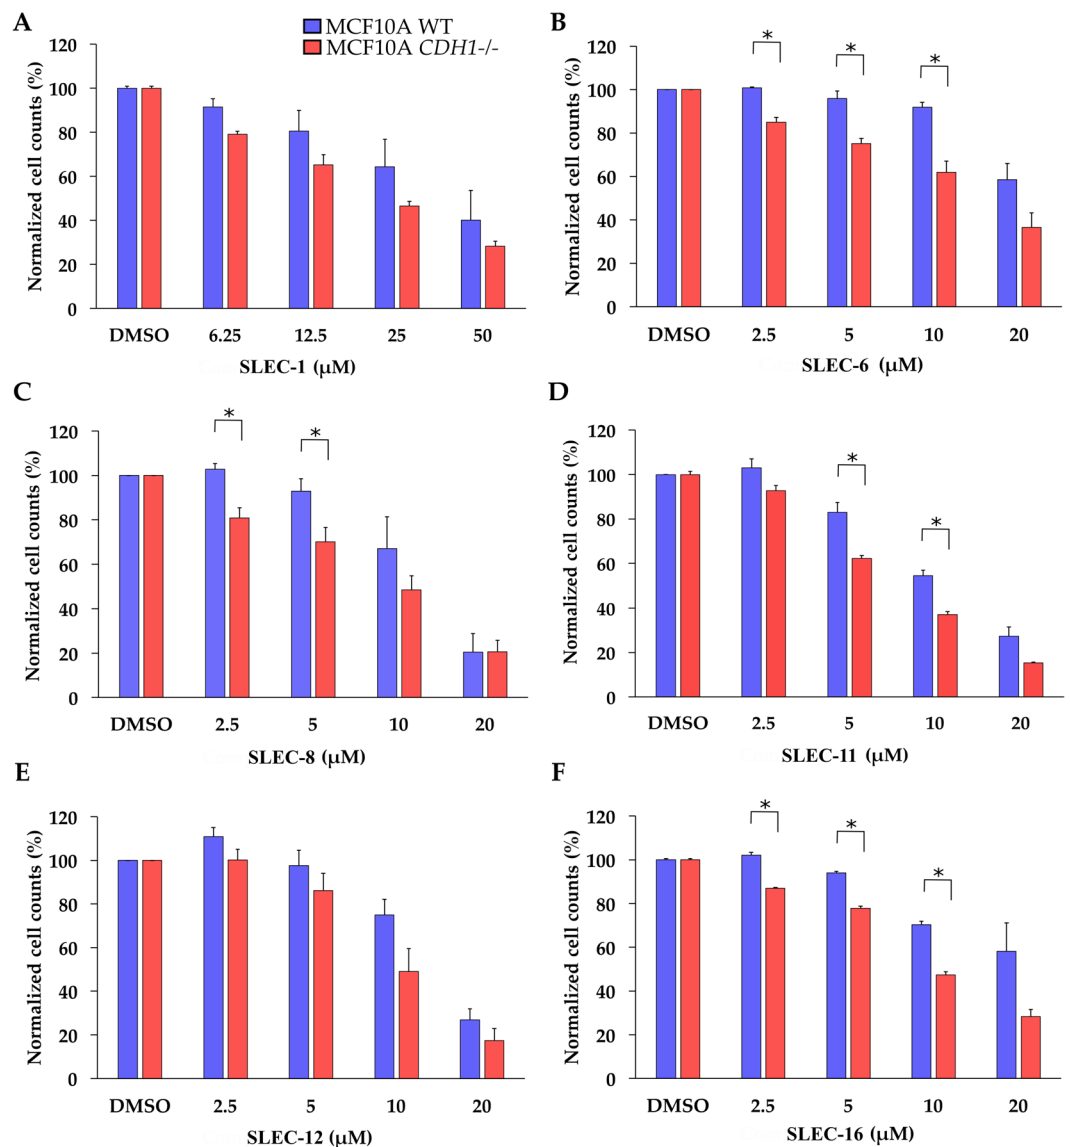 A
MCF10A WT
MCF10A CDH1-/-
Normalized cell counts (%)
120
100
80
60
40
20
0
DMSO 6.25 12.5 25 50
SLEC-1 (μM)
B
Normalized cell counts (%)
120
100
80
60
40
20
0
* * *
DMSO 2.5 5 10 20
SLEC-6 (μM)
C
Normalized cell counts (%)
120
100
80
60
40
20
0
* *
DMSO 2.5 5 10 20
SLEC-8 (μM)
D
Normalized cell counts (%)
120
100
80
60
40
20
0
* *
DMSO 2.5 5 10 20
SLEC-11 (μM)
E
Normalized cell counts (%)
120
100
80
60
40
20
0
DMSO 2.5 5 10 20
SLEC-12 (μM)
F
Normalized cell counts (%)
120
100
80
60
40
20
0
* * *
DMSO 2.5 5 10 20
SLEC-16 (μM)